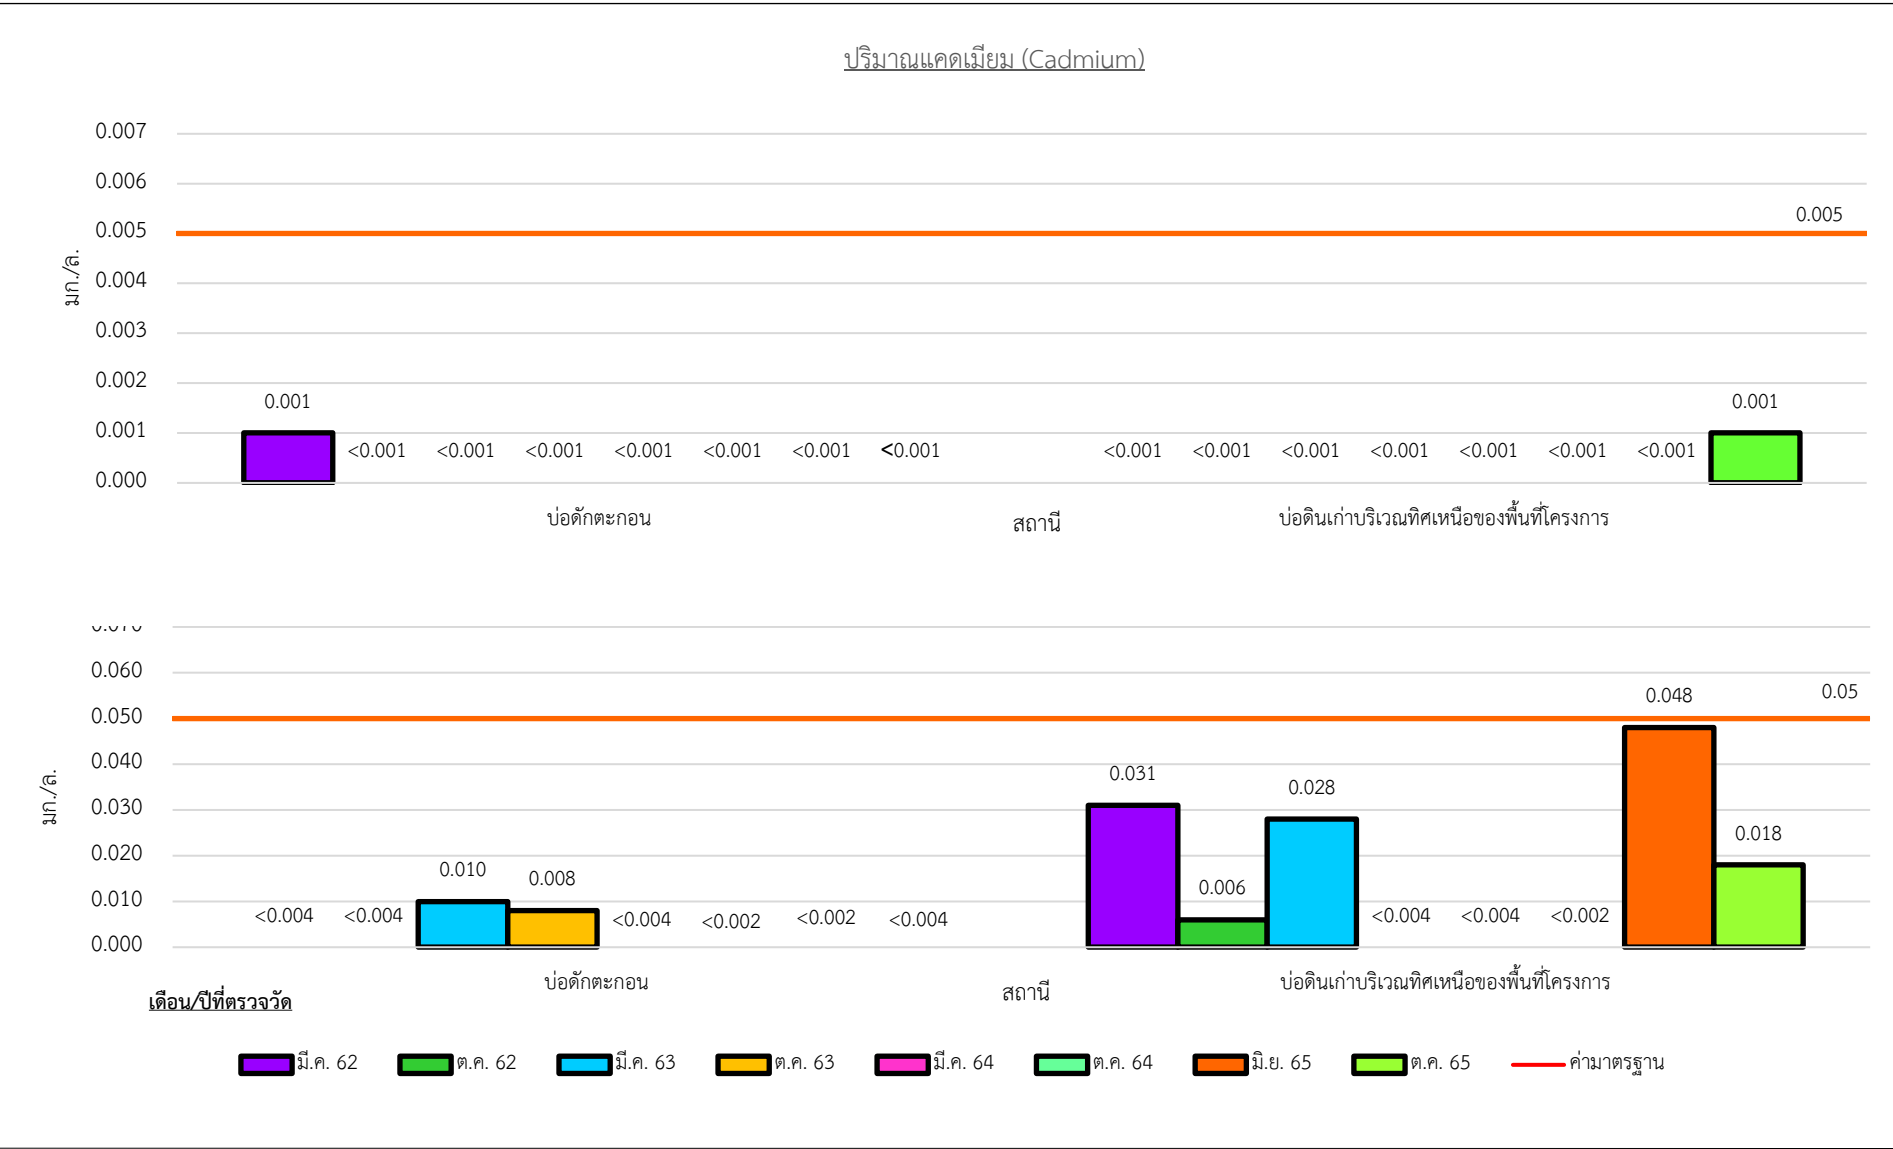 ปริมาณแคดเมียม (Cadmium)
0.007
0.006
0.005
0.005
0.004
0.003
0.002
0.001
0.000
มก./ล.
0.001 <0.001 <0.001 <0.001 <0.001 <0.001 <0.001 <0.001 <0.001 <0.001 <0.001 <0.001 <0.001 <0.001 <0.001 0.001
บ่อดักตะกอน สถานี บ่อดินเก่าบริเวณทิศเหนือของพื้นที่โครงการ
0.070
0.060
0.050
0.05
0.040
0.030
0.020
0.010
0.000
มก./ล.
<0.004 <0.004 0.010 0.008 <0.004 <0.002 <0.002 <0.004 0.031 0.006 0.028 <0.004 <0.004 <0.002 0.048 0.018
บ่อดักตะกอน สถานี บ่อดินเก่าบริเวณทิศเหนือของพื้นที่โครงการ
เดือน/ปีที่ตรวจวัด
มี.ค. 62 ต.ค. 62 มี.ค. 63 ต.ค. 63 มี.ค. 64 ต.ค. 64 มิ.ย. 65 ต.ค. 65 ค่ามาตรฐาน